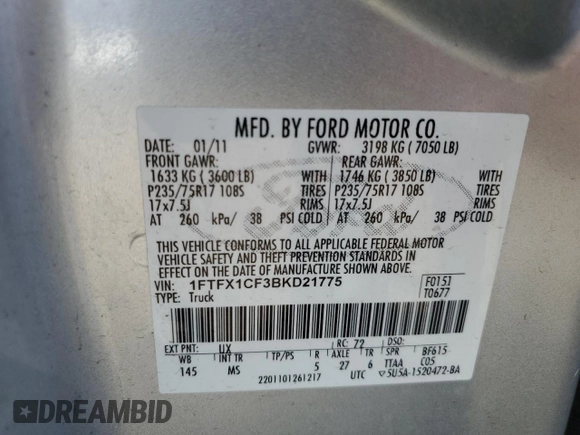 MFD. BY FORD MOTOR CO.
DATE: 01/11 GVWR: 3198 KG ( 7050 LB)
FRONT GAWR: REAR GAWR:
1633 KG ( 3600 LB) WITH 1746 KG ( 3850 LB) WITH
P235/75R17 108S TIRES P235/75R17 108S TIRES
17x7.5J RIMS 17x7.5J RIMS
AT 260 kPa/ 38 PSI COLD AT 260 kPa/ 38 PSI COLD
THIS VEHICLE CONFORMS TO ALL APPLICABLE FEDERAL MOTOR
VEHICLE SAFETY AND THEFT PREVENTION STANDARDS IN EFFECT
ON THE DATE OF MANUFACTURE SHOWN ABOVE.
VIN: 1FTFX1CF3BKD21775 F0151
TYPE: Truck T0677
EXT PNT: UX RC: 72 DSO:
WB INT TR TP/PS R AXLE TR SPR BF615
145 MS 5 27 6 TTAA C05
2201101261217 UTC 5U5A-1520472-BA
DREAMBID DREAMBID